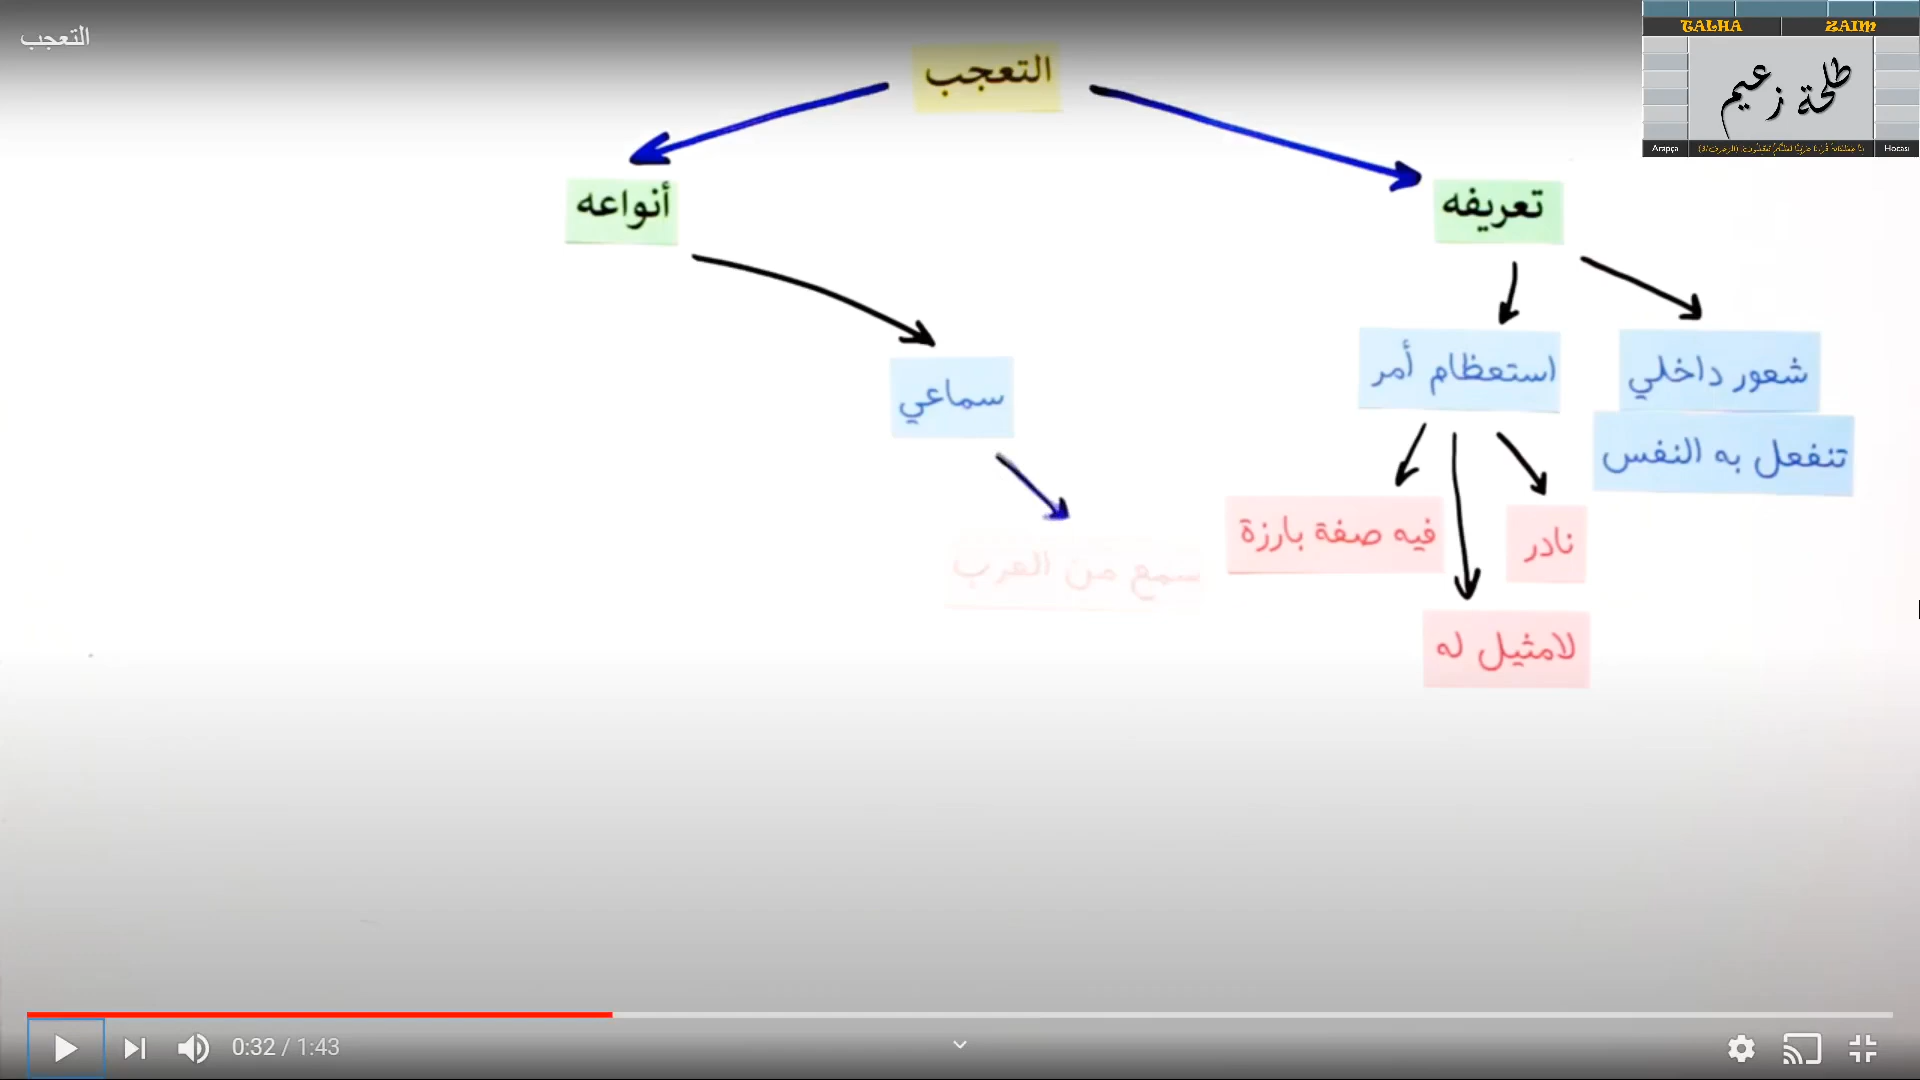 التعجب
TALHA ZAIM
طلحة زعيم
Arapça
Hocası
التعجب
أنواعه
تعريفه
سماعي
استعظام أمر
شعور داخلي
تنفعل به النفس
سمع من العرب
فيه صفة بارزة
نادر
لامثيل له
0:32 / 1:43